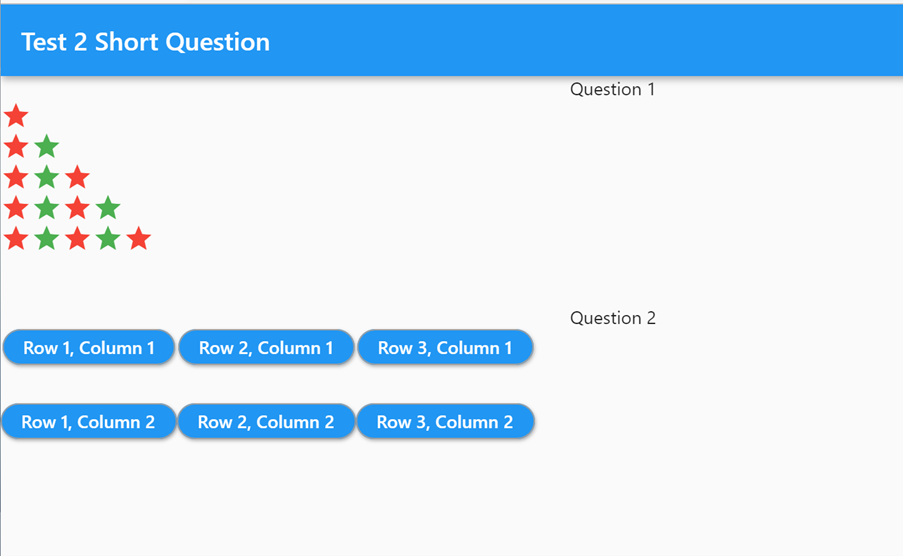 Test 2 Short Question
Question 1
Question 2
Row 1, Column 1
Row 2, Column 1
Row 3, Column 1
Row 1, Column 2
Row 2, Column 2
Row 3, Column 2